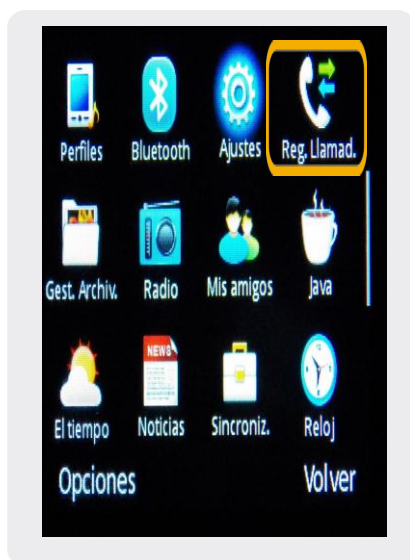 Perfiles Bluetooth Ajustes Reg. Llamad.
Gest. Archiv. Radio Mis amigos Java
NEWS
El tiempo Noticias Sincroniz. Reloj
Opciones Volver